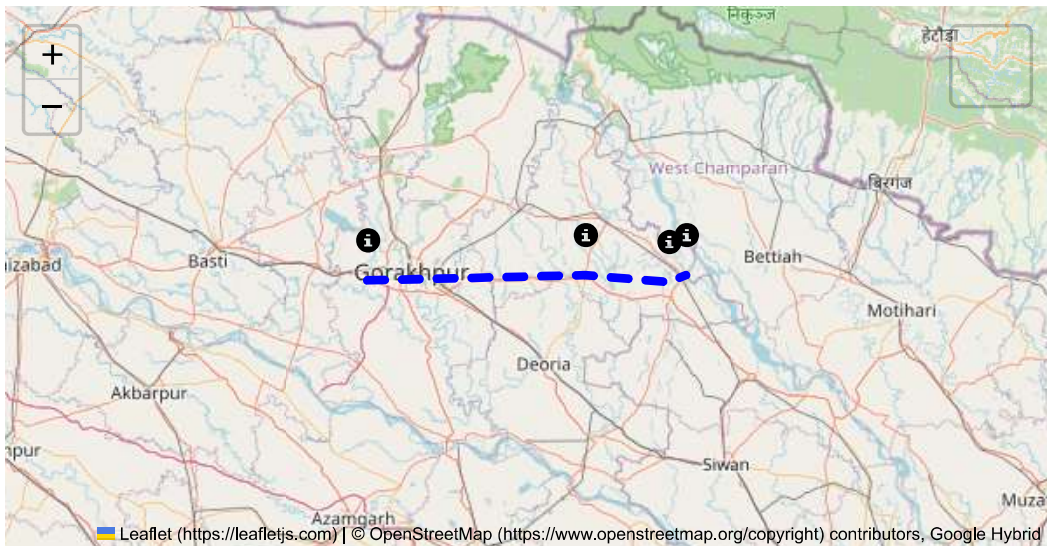 निकुञ्ज
हेटौडा
+
−
West Champaran
बिरगंज
izabad
Basti
Gorakhpur
Bettiah
Motihari
Deoria
Akbarpur
npur
Siwan
Muza
Azamgarh
Leaflet (https://leafletjs.com) | © OpenStreetMap (https://www.openstreetmap.org/copyright) contributors, Google Hybrid